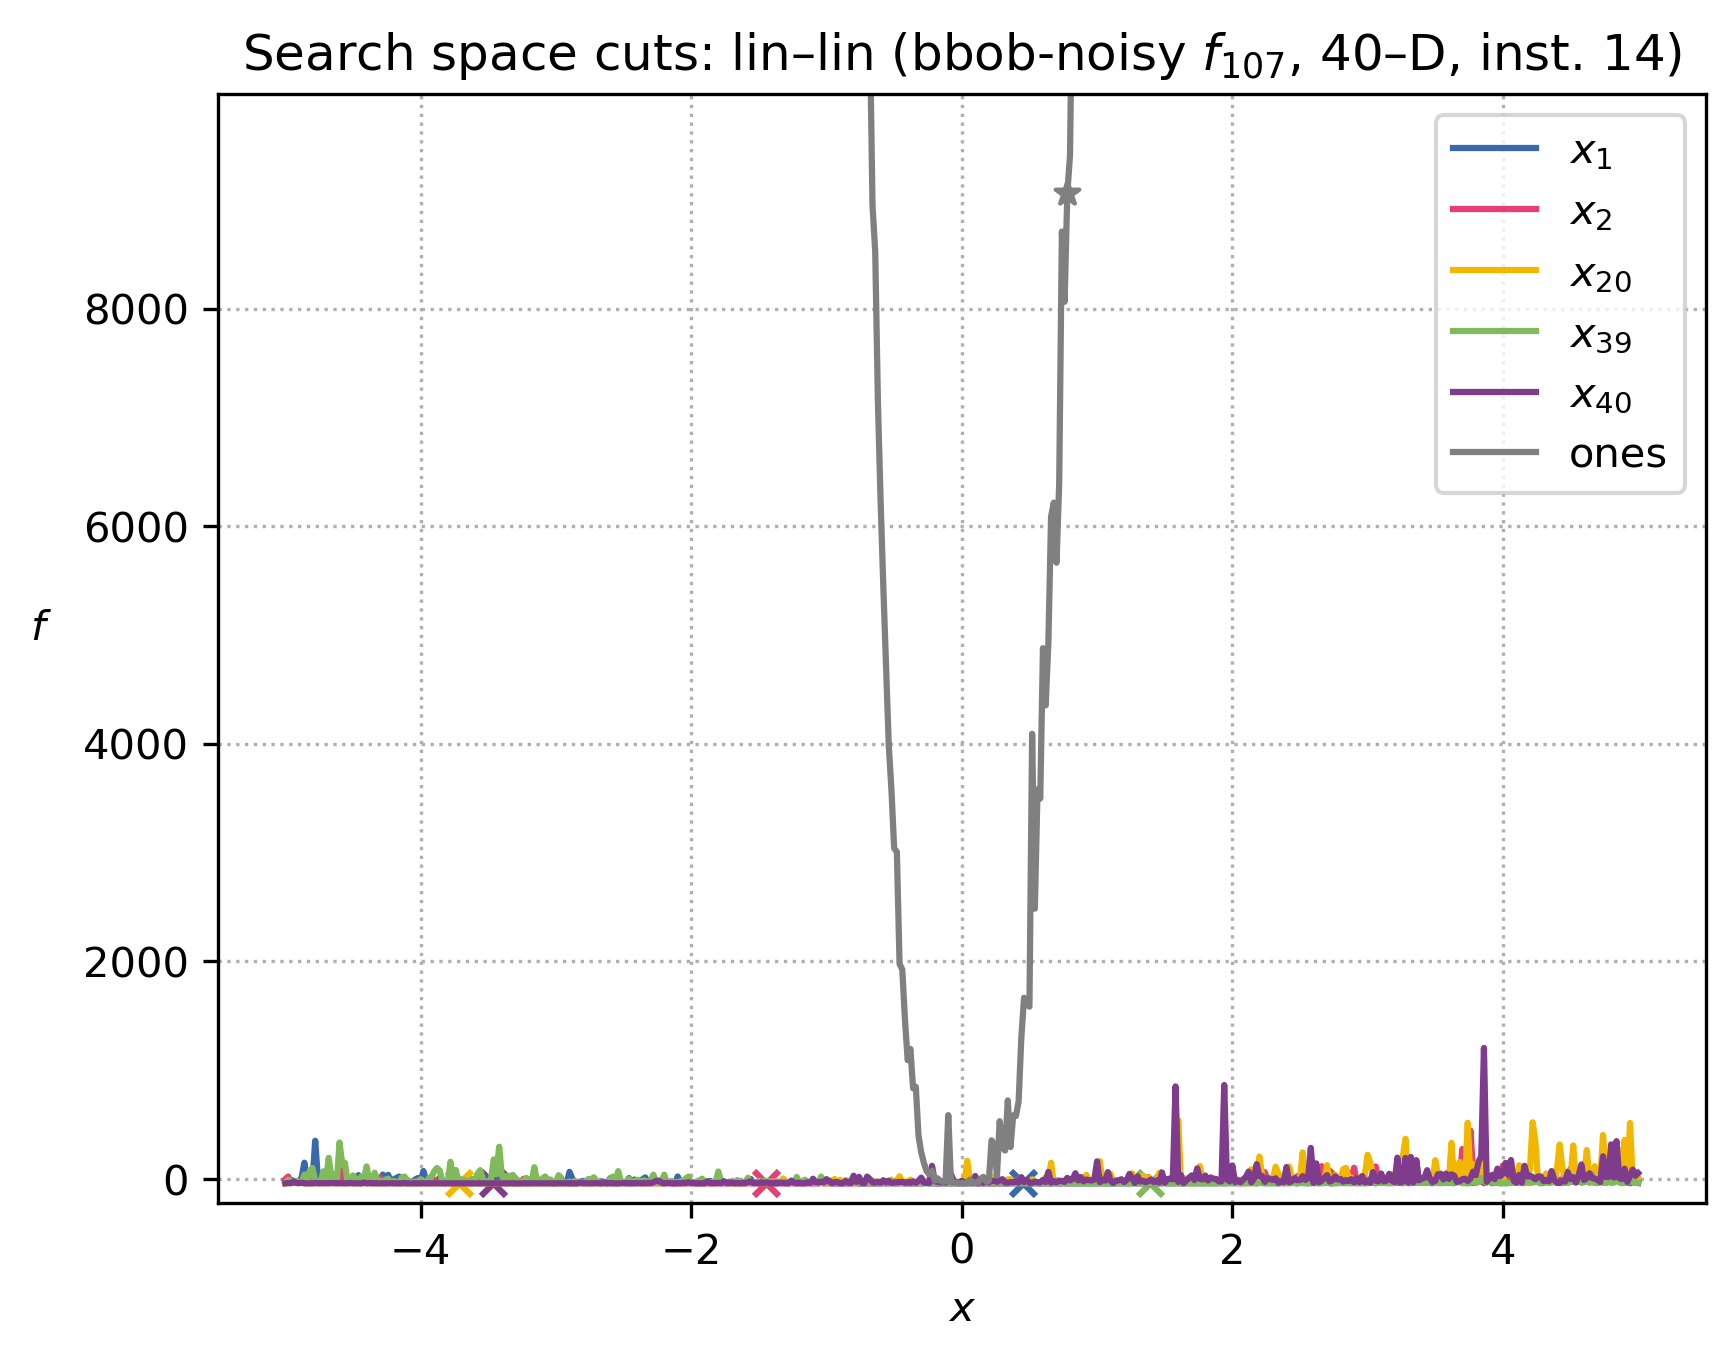 Search space cuts: lin–lin (bbob-noisy f₁₀₇, 40–D, inst. 14)
x₁
x₂
x₂₀
x₃₉
x₄₀
ones
8000
6000
4000
2000
0
f
−4 −2 0 2 4
x